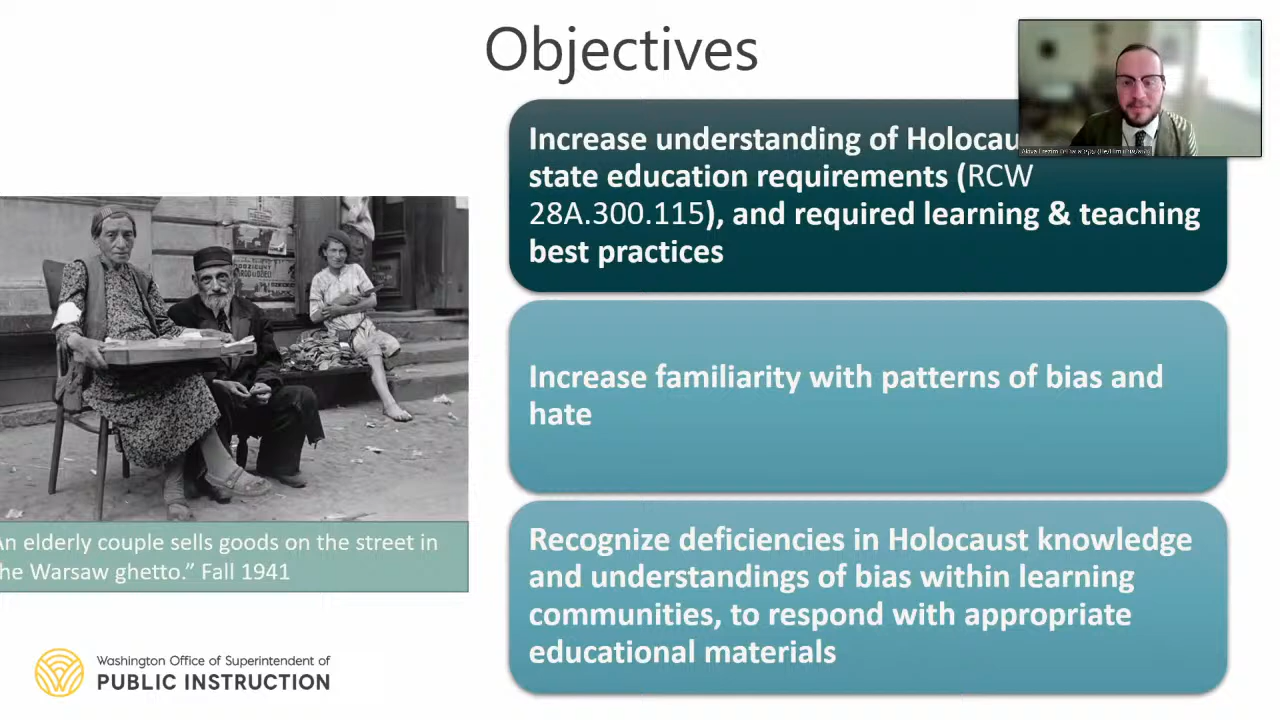 Objectives
Increase understanding of Holocau
state education requirements (RCW
28A.300.115), and required learning & teaching
best practices
Increase familiarity with patterns of bias and
hate
Recognize deficiencies in Holocaust knowledge
and understandings of bias within learning
communities, to respond with appropriate
educational materials
An elderly couple sells goods on the street in
he Warsaw ghetto.” Fall 1941
Washington Office of Superintendent of
PUBLIC INSTRUCTION